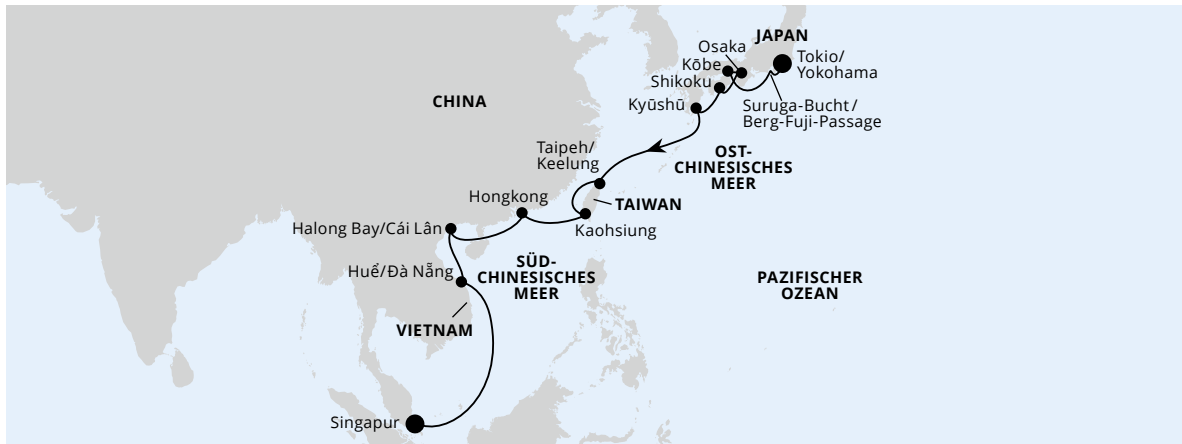 JAPAN
Osaka
Kōbe
Shikoku
Kyūshū
Tokio/
Yokohama
Suruga-Bucht/
Berg-Fuji-Passage
CHINA
OST-
CHINESISCHES
MEER
Taipeh/
Keelung
TAIWAN
Hongkong
Kaohsiung
Halong Bay/Cái Lân
Huế/Đà Nẵng
SÜD-
CHINESISCHES
MEER
PAZIFISCHER
OZEAN
VIETNAM
Singapur